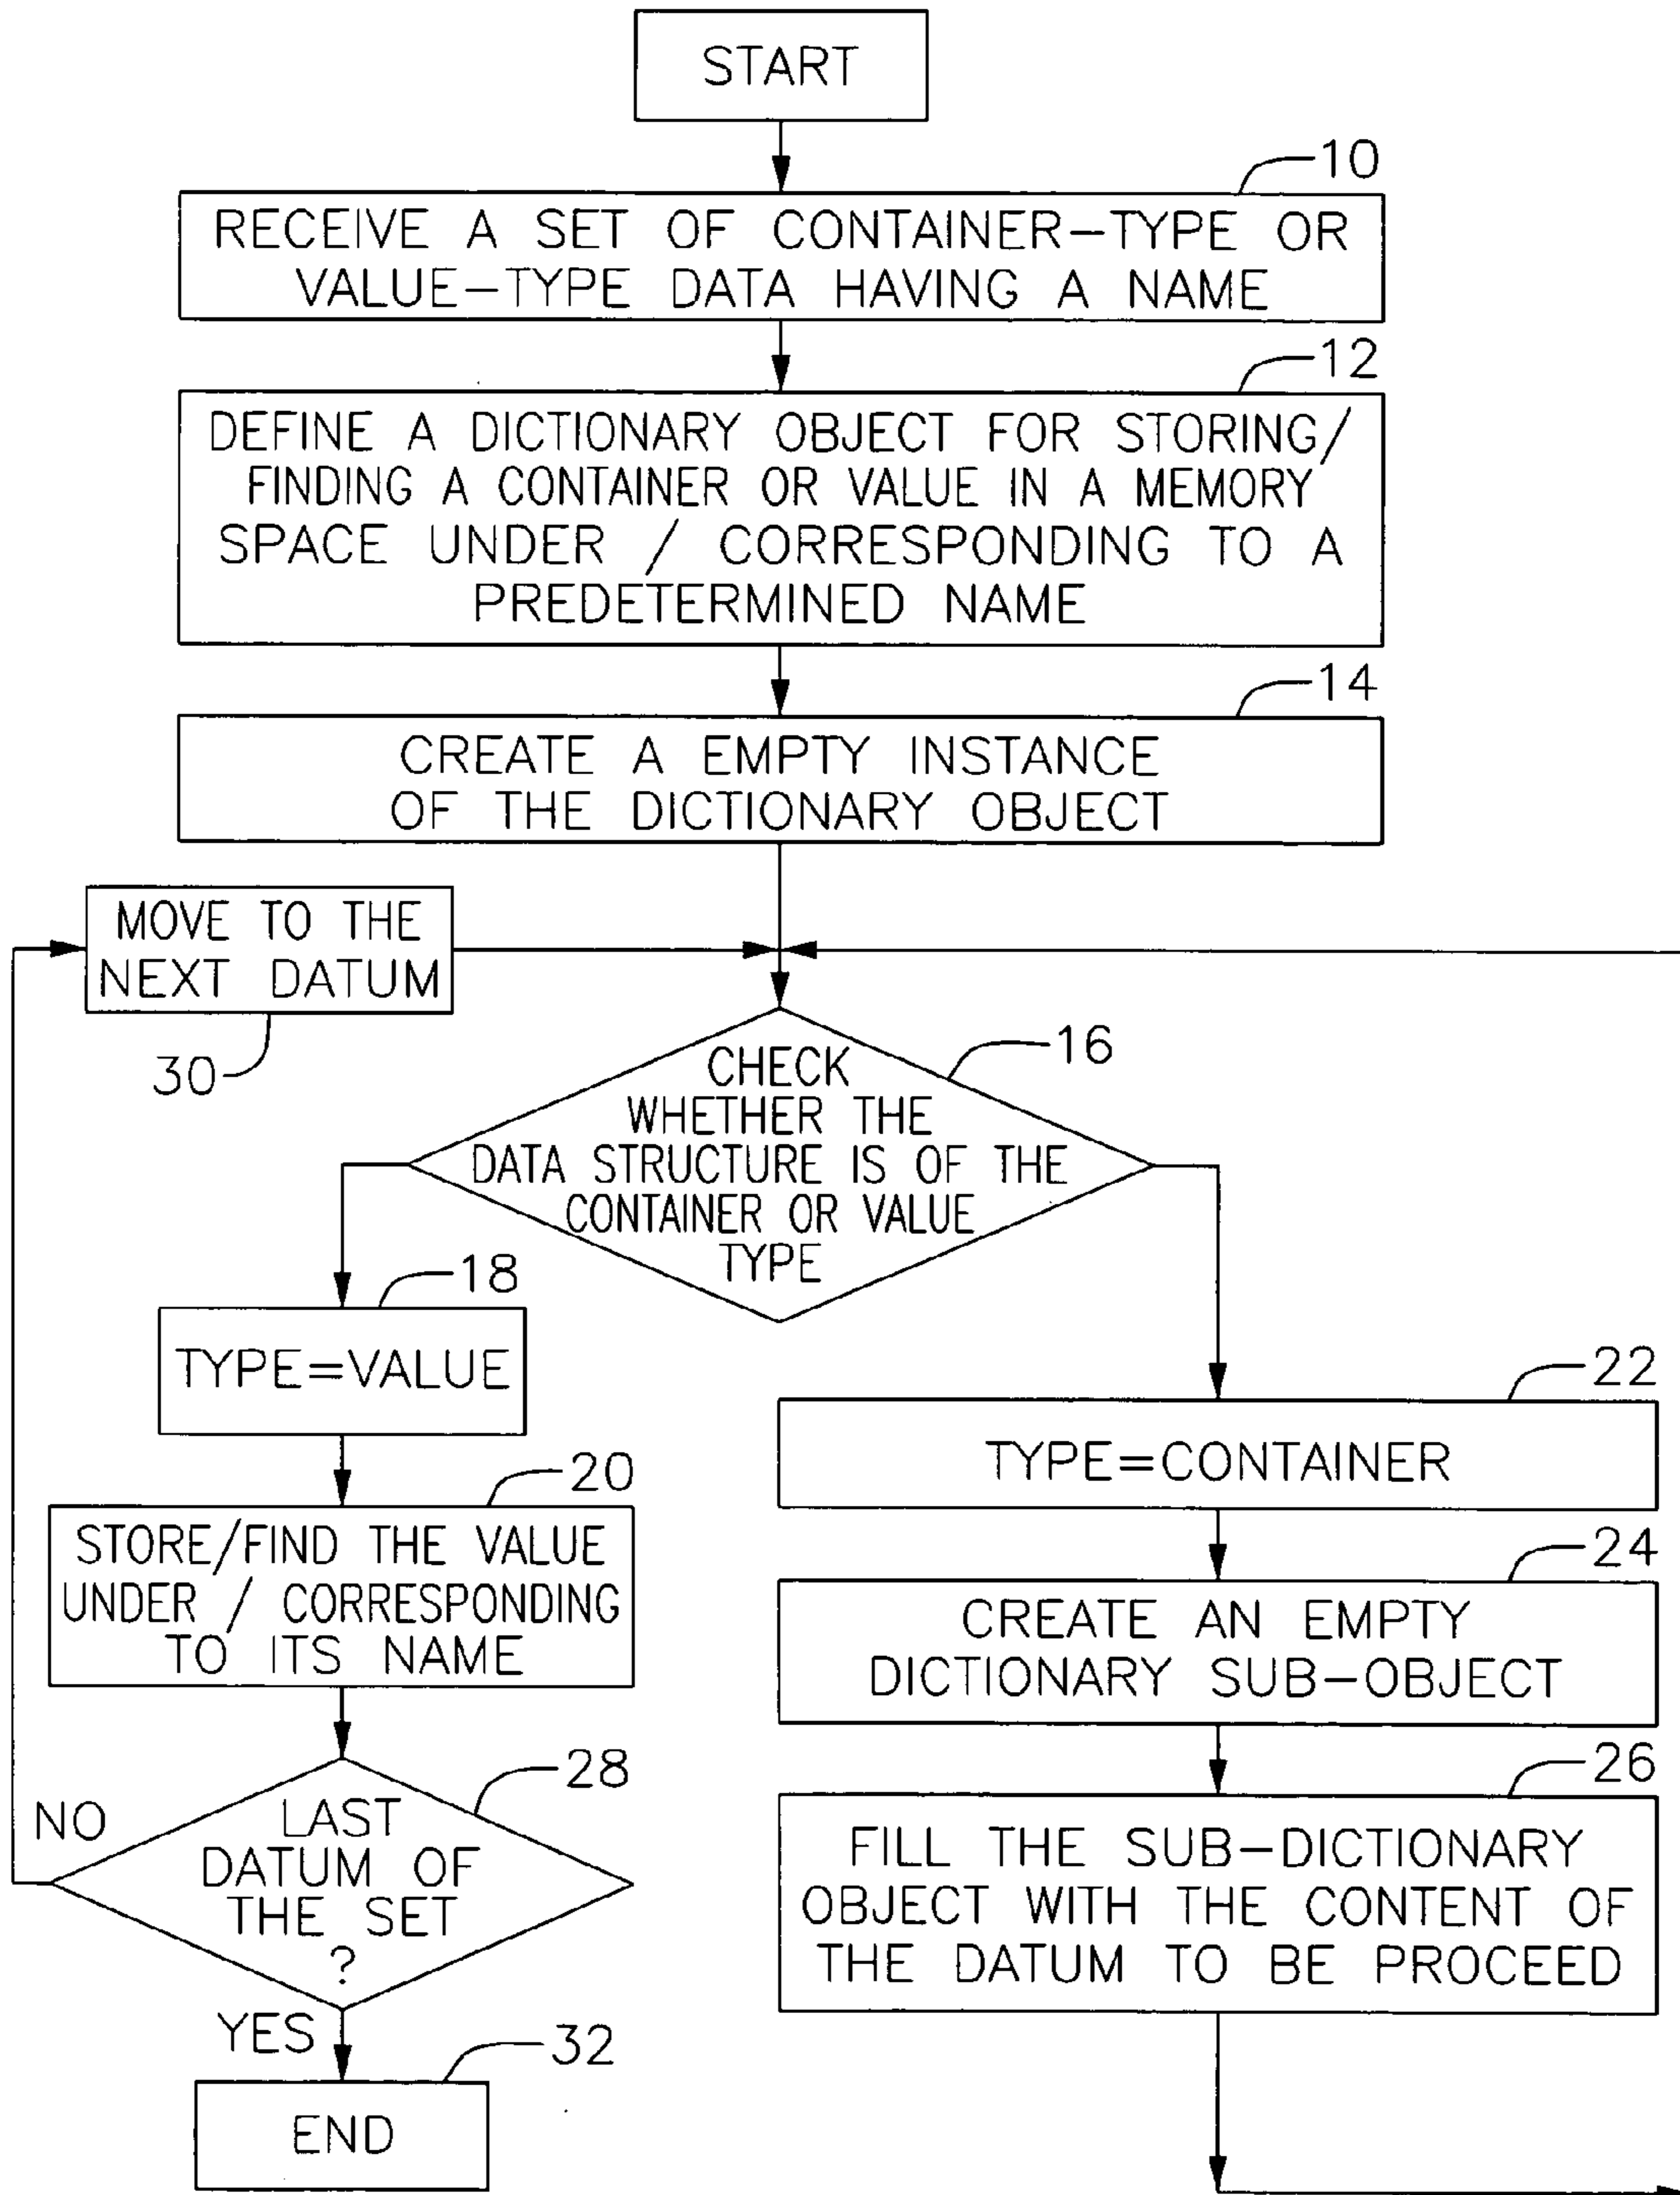 START
10
RECEIVE A SET OF CONTAINER-TYPE OR
VALUE-TYPE DATA HAVING A NAME
12
DEFINE A DICTIONARY OBJECT FOR STORING/
FINDING A CONTAINER OR VALUE IN A MEMORY
SPACE UNDER / CORRESPONDING TO A
PREDETERMINED NAME
14
CREATE A EMPTY INSTANCE
OF THE DICTIONARY OBJECT
MOVE TO THE
NEXT DATUM
30
16
CHECK
WHETHER THE
DATA STRUCTURE IS OF THE
CONTAINER OR VALUE
TYPE
18
TYPE=VALUE
20
STORE/FIND THE VALUE
UNDER / CORRESPONDING
TO ITS NAME
28
NO
LAST
DATUM OF
THE SET
?
YES
32
END
22
TYPE=CONTAINER
24
CREATE AN EMPTY
DICTIONARY SUB-OBJECT
26
FILL THE SUB-DICTIONARY
OBJECT WITH THE CONTENT OF
THE DATUM TO BE PROCEED